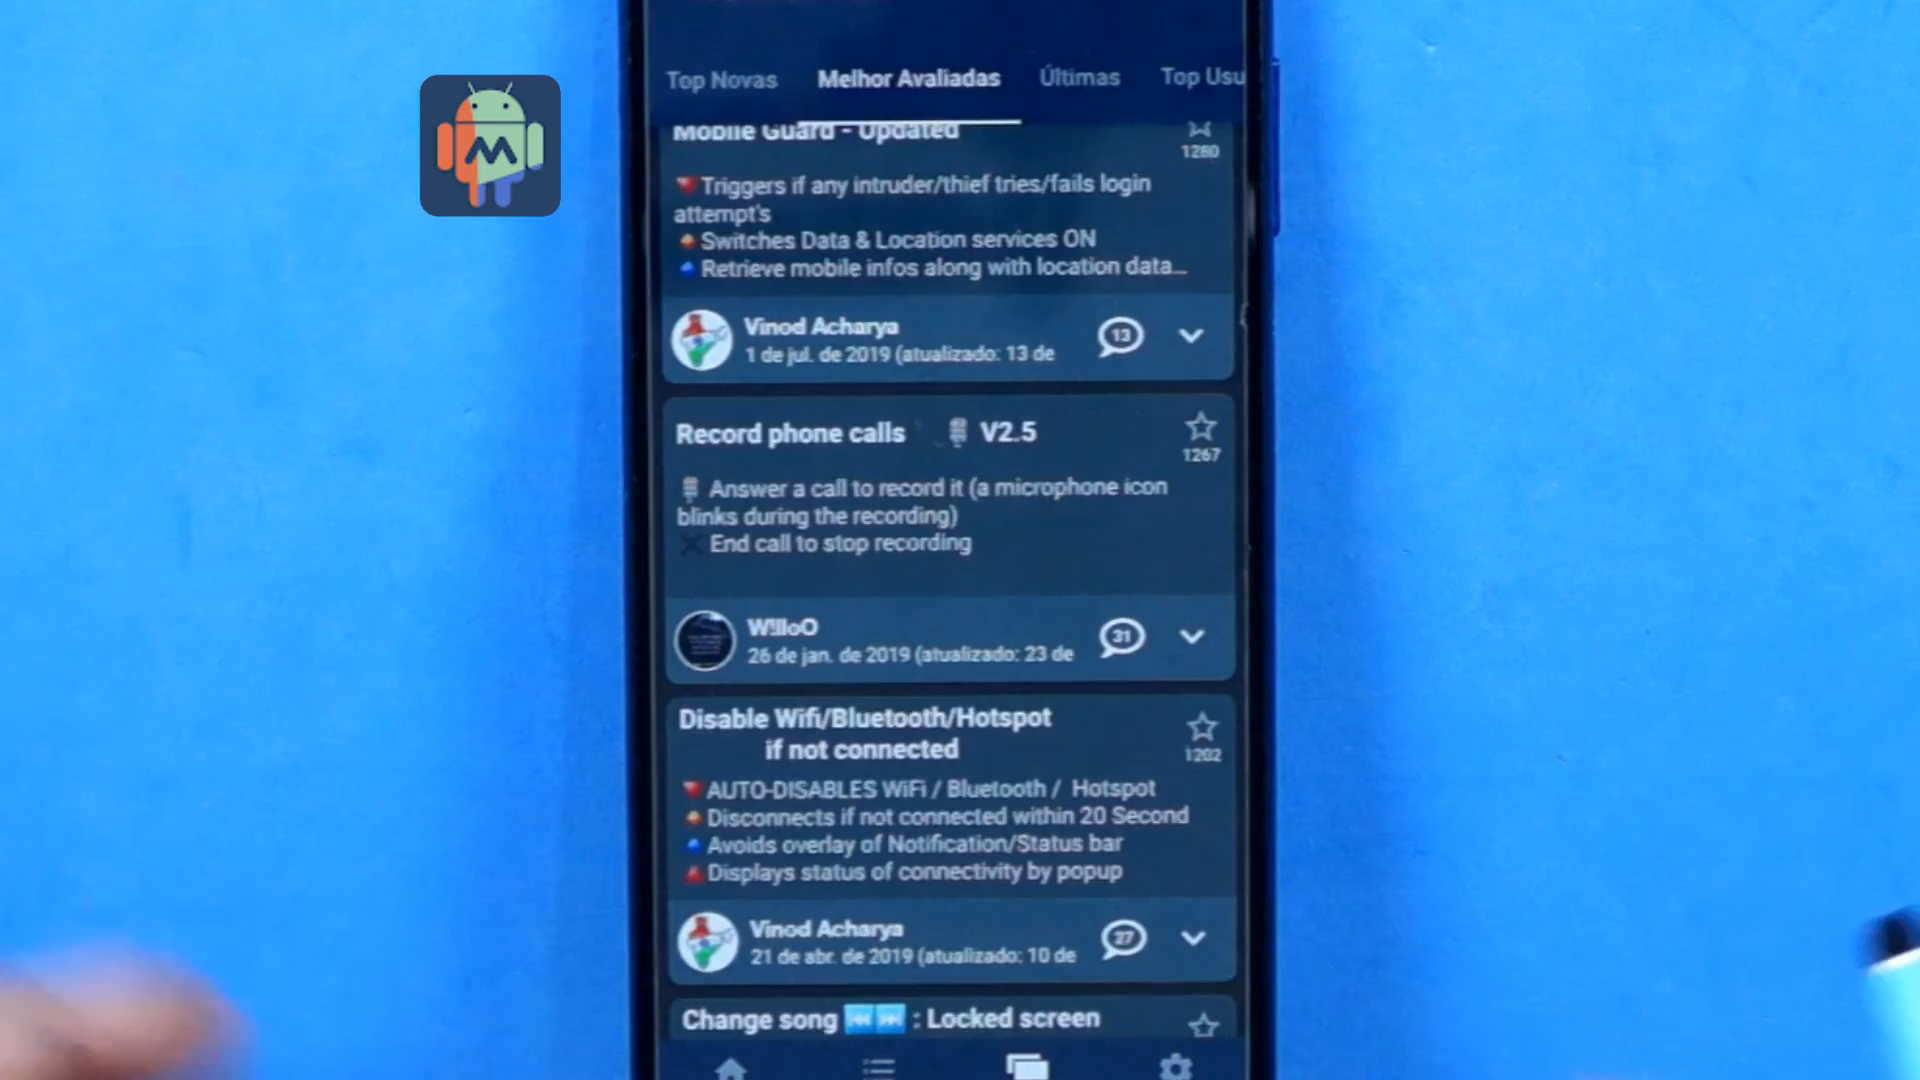 Top Novas Melhor Avaliadas Últimas Top Usu
Mobile Guard - Updated
1280
Triggers if any intruder/thief tries/fails login
attempt's
Switches Data & Location services ON
Retrieve mobile infos along with location data...
Vinod Acharya
1 de jul. de 2019 (atualizado: 13 de
13
Record phone calls V2.5
1267
Answer a call to record it (a microphone icon
blinks during the recording)
End call to stop recording
W!lloO
26 de jan. de 2019 (atualizado: 23 de
31
Disable Wifi/Bluetooth/Hotspot
if not connected
1202
AUTO-DISABLES WiFi / Bluetooth / Hotspot
Disconnects if not connected within 20 Second
Avoids overlay of Notification/Status bar
Displays status of connectivity by popup
Vinod Acharya
21 de abr. de 2019 (atualizado: 10 de
27
Change song : Locked screen